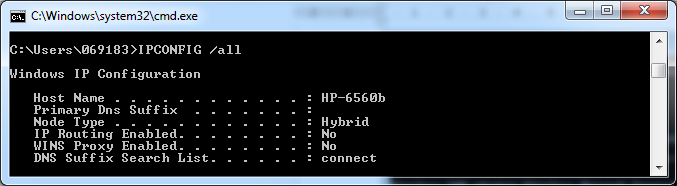 C:\Windows\system32\cmd.exe
C:\Users\069183>IPCONFIG /all
Windows IP Configuration
Host Name . . . . . . . . . . . . : HP-6560b
Primary Dns Suffix  . . . . . . . :
Node Type . . . . . . . . . . . . : Hybrid
IP Routing Enabled. . . . . . . . : No
WINS Proxy Enabled. . . . . . . . : No
DNS Suffix Search List. . . . . . : connect